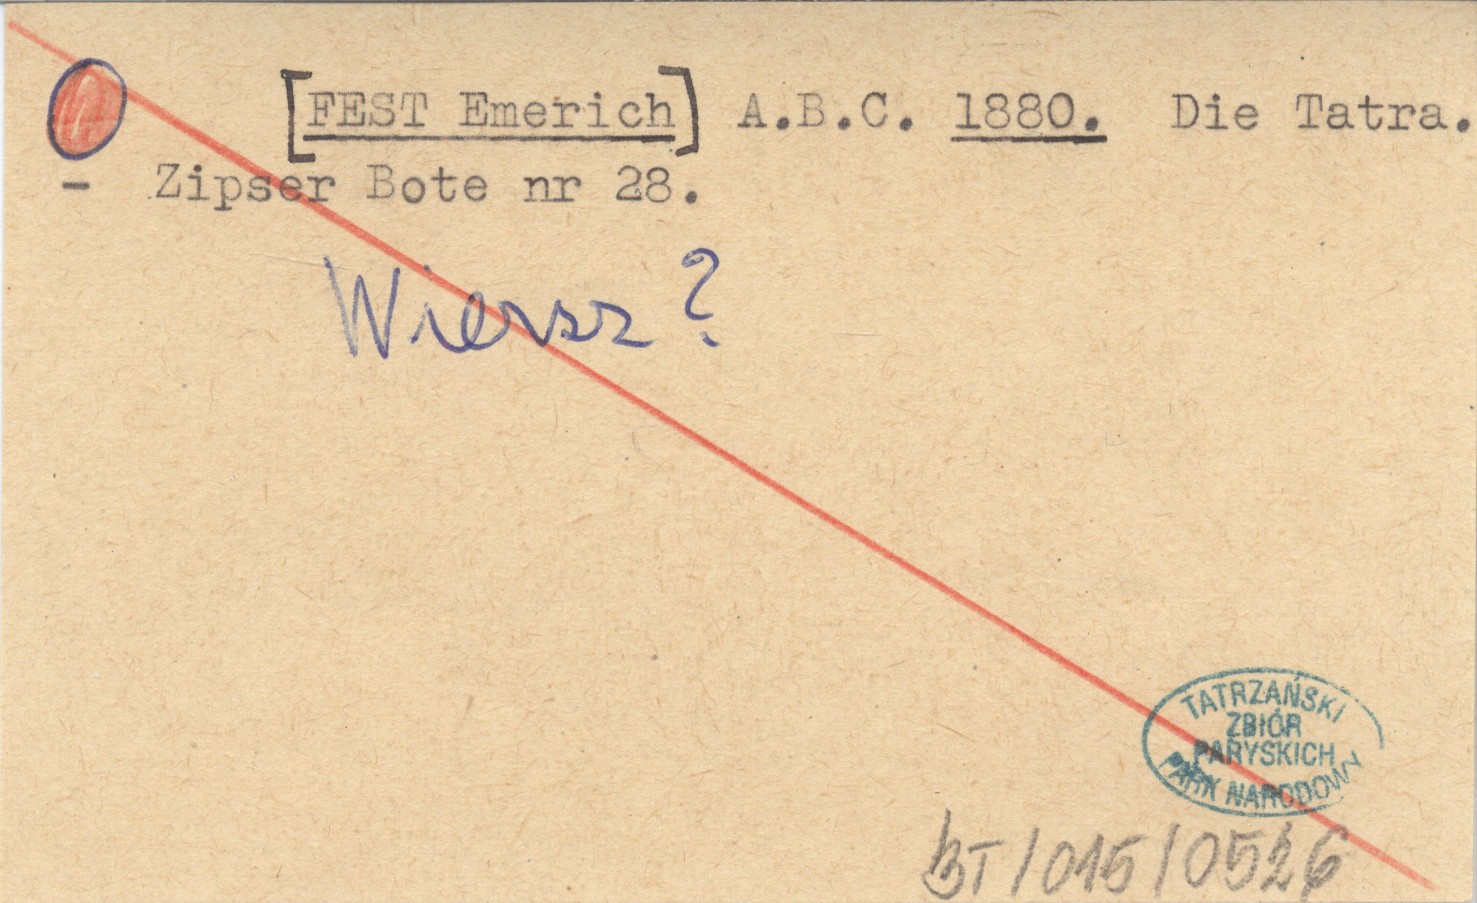 [FEST Emerich] A.B.C. 1880. Die Tatra.
- Zipser Bote nr 28.
Wiersz?
TATRZAŃSKI
ZBIÓR
PARYSKICH
PARK NARODOWY
BT/015/0526